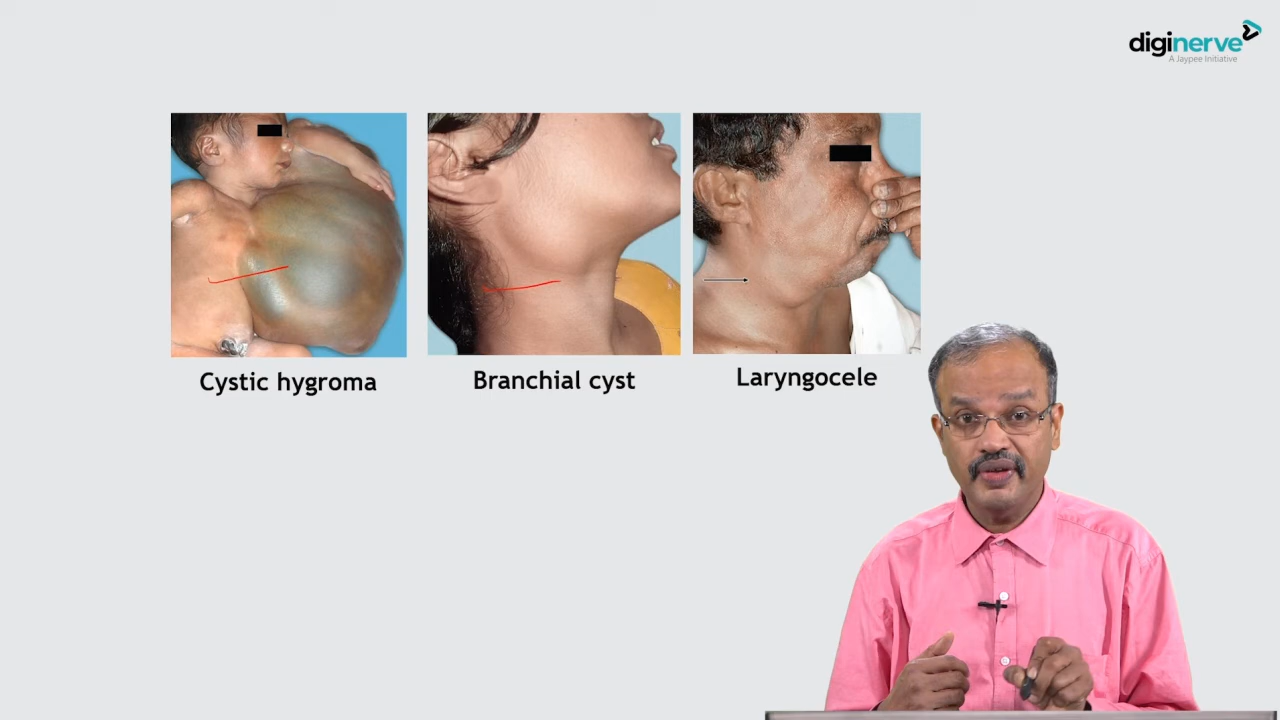 diginerve
A Jaypee Initiative
Cystic hygroma
Branchial cyst
Laryngocele